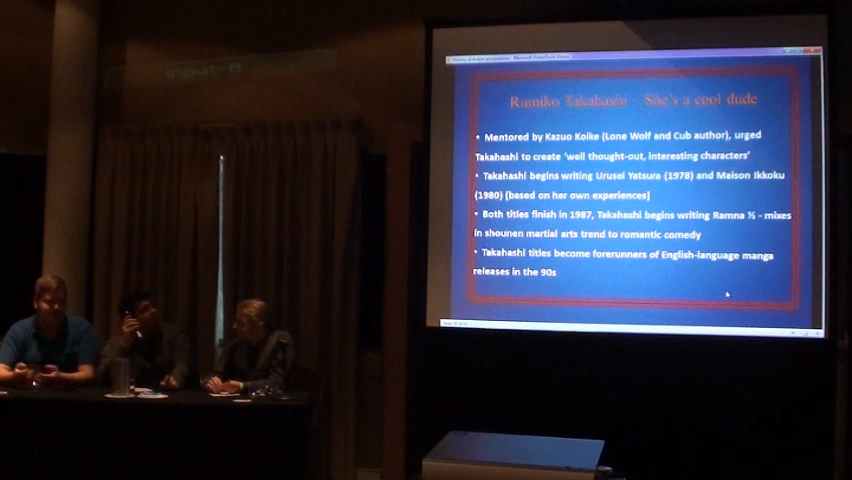 Input-B
Rumiko Takahashi - She's a cool dude
• Mentored by Kazuo Koike (Lone Wolf and Cub author), urged
Takahashi to create 'well thought-out, interesting characters'
• Takahashi begins writing Urusei Yatsura (1978) and Maison Ikkoku
(1980) [based on her own experiences]
• Both titles finish in 1987, Takahashi begins writing Ramna ½ - mixes
in shounen martial arts trend to romantic comedy
• Takahashi titles become forerunners of English-language manga
releases in the 90s